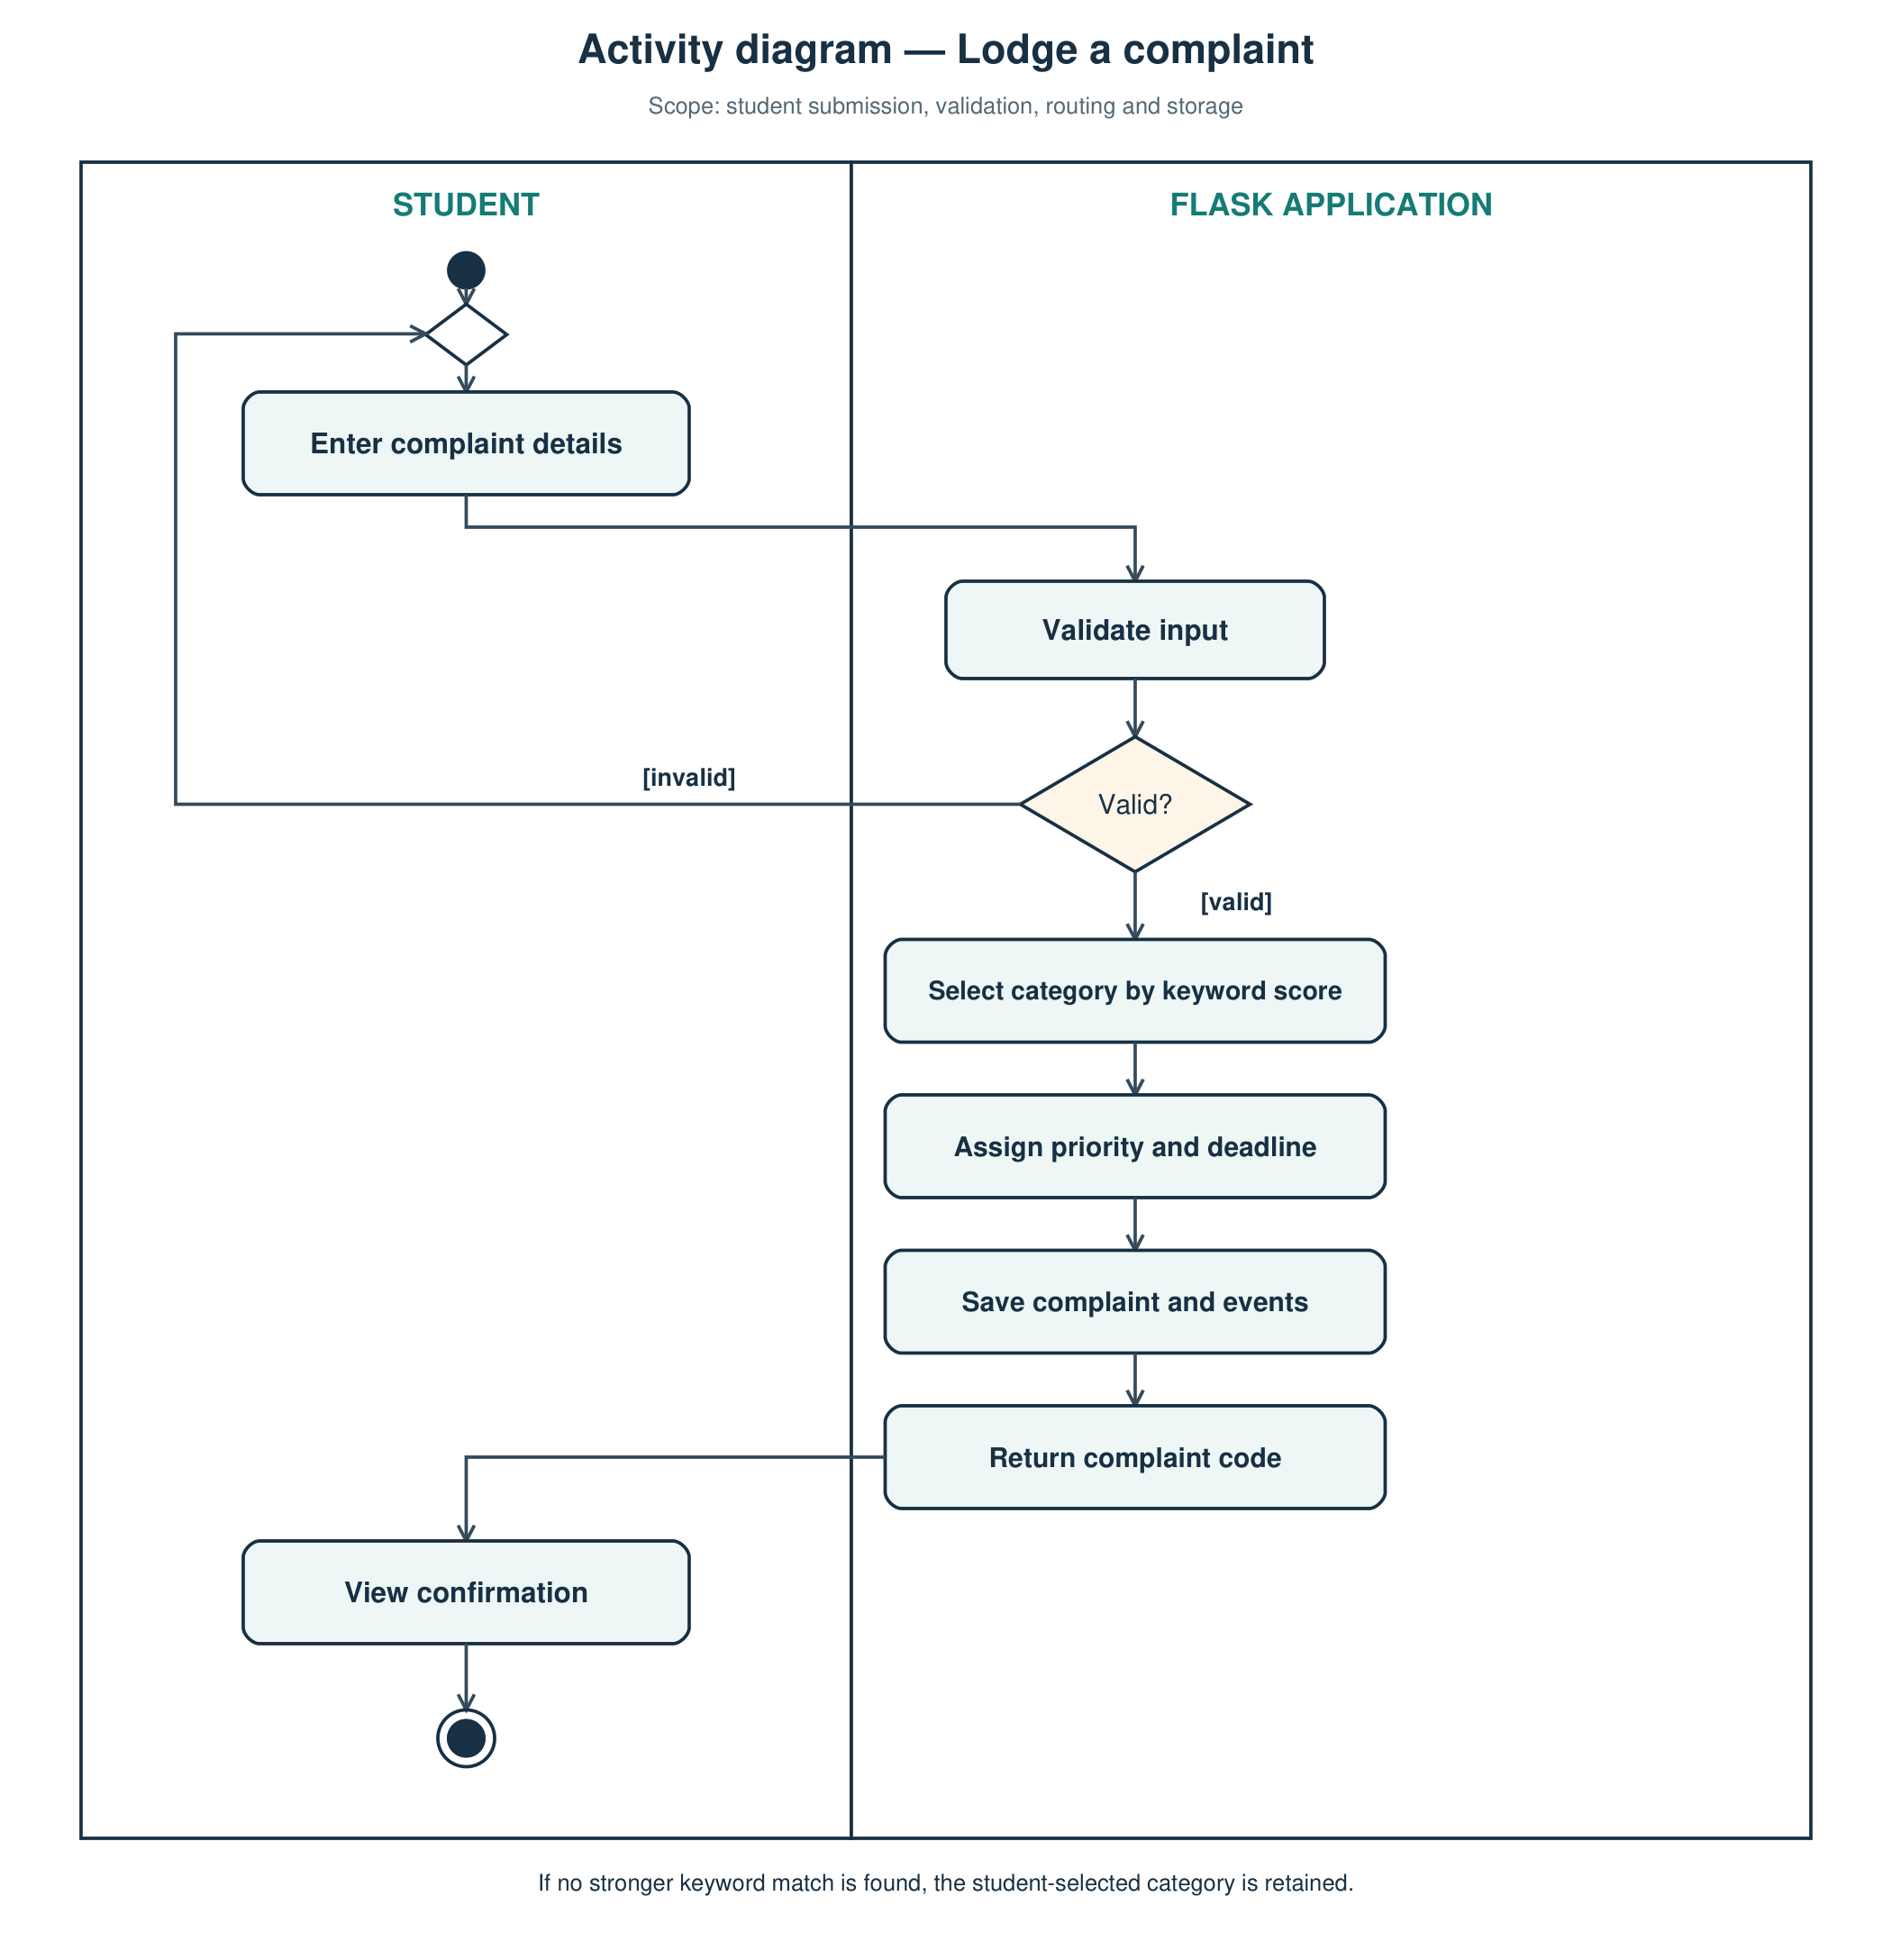 Activity diagram — Lodge a complaint
Scope: student submission, validation, routing and storage
STUDENT
FLASK APPLICATION
Enter complaint details
Validate input
[invalid]
Valid?
[valid]
Select category by keyword score
Assign priority and deadline
Save complaint and events
Return complaint code
View confirmation
If no stronger keyword match is found, the student-selected category is retained.